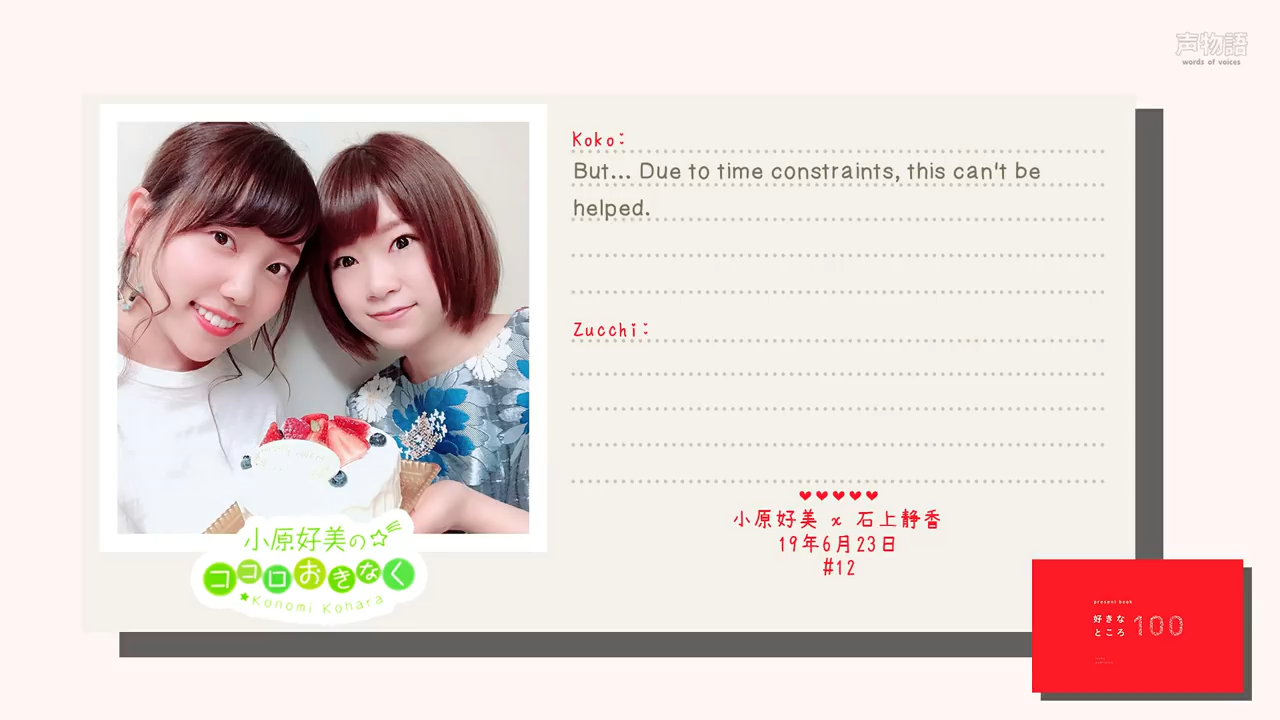 声物語
words of voices
Koko:
But... Due to time constraints, this can't be
helped.
Zucchi:
♥♥♥♥♥
小原好美 x 石上静香
19年6月23日
#12
小原好美の☆
ココロおきなく
★Konomi Kohara
present book
好きな
ところ 100